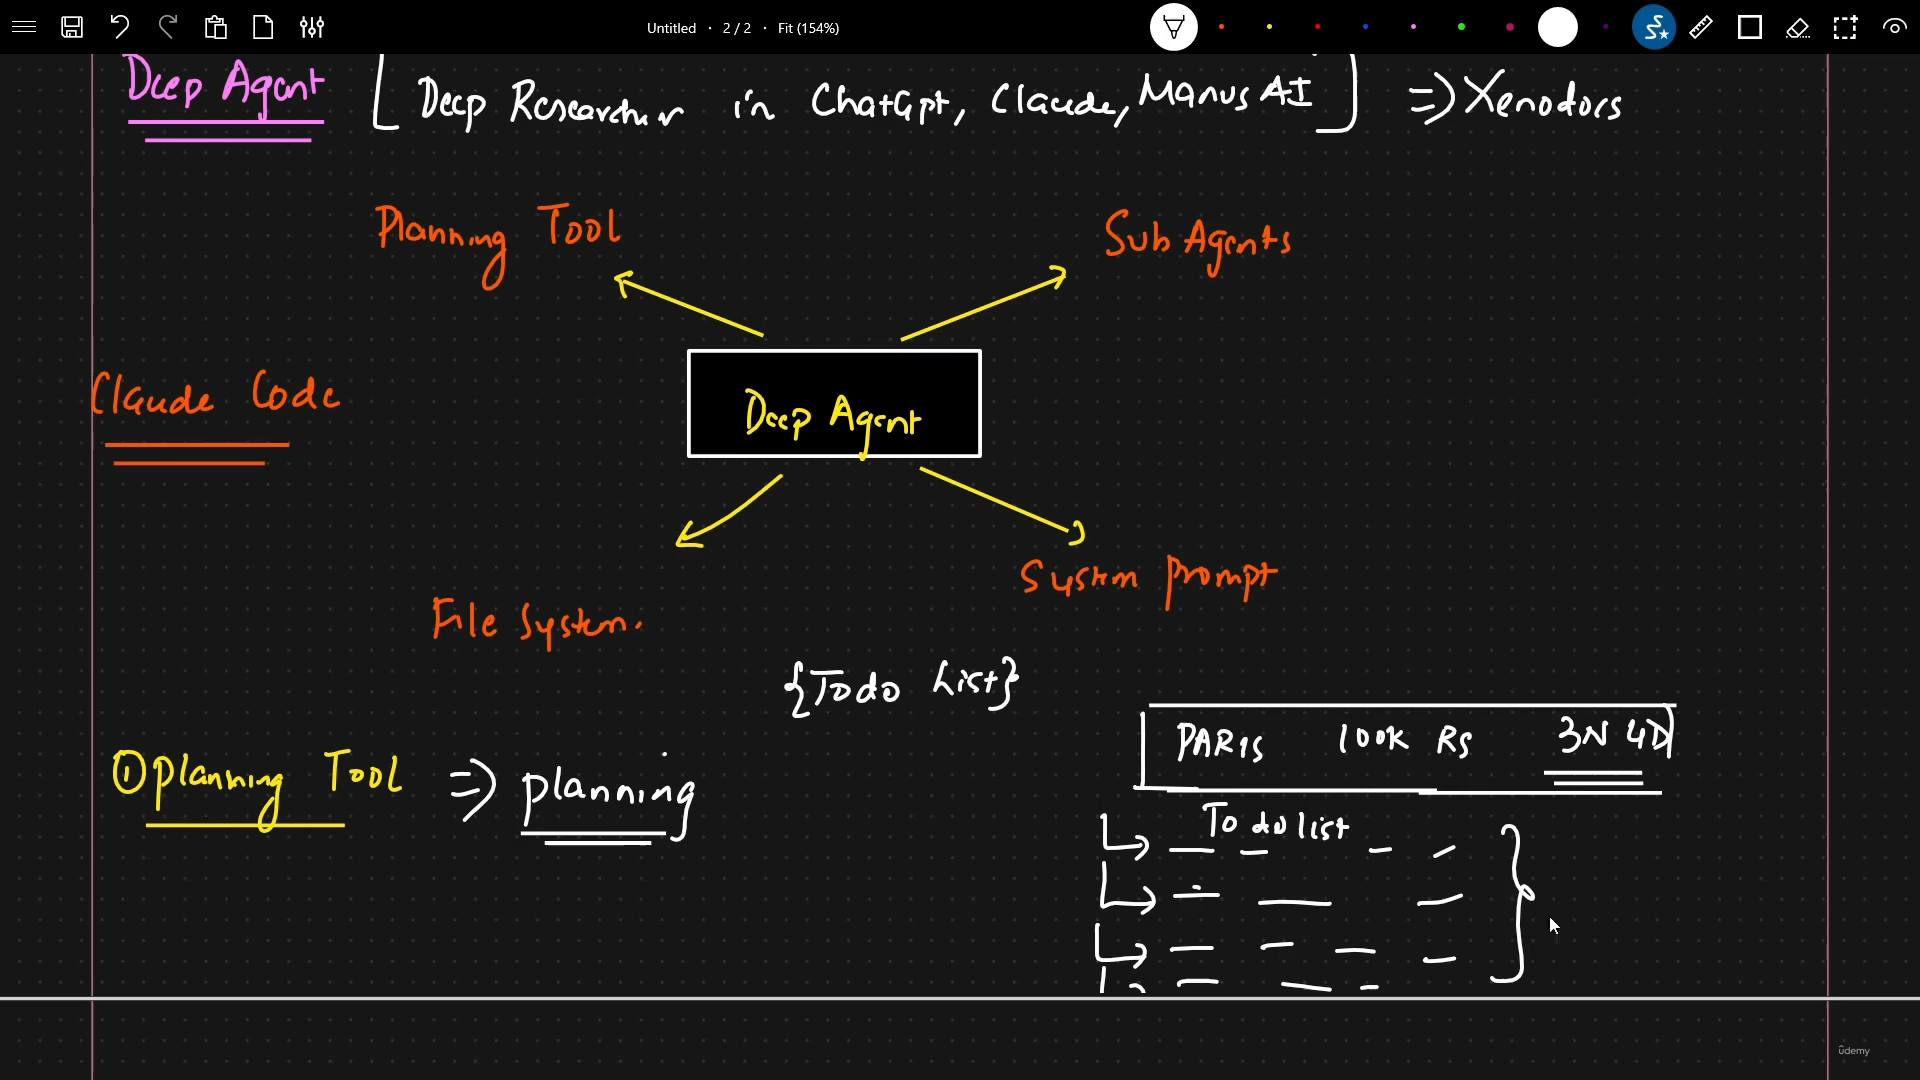 Untitled · 2 / 2 · Fit (154%)
Deep Agent [Deep Researcher in ChatGpt, Claude, Manus AI] => Xenodocs
Planning Tool
Sub Agents
Claude Code
Deep Agent
System prompt
File System.
{Todo List}
PARIS 100K RS 3N 4D
① planning Tool => planning
To do list
ûdemy